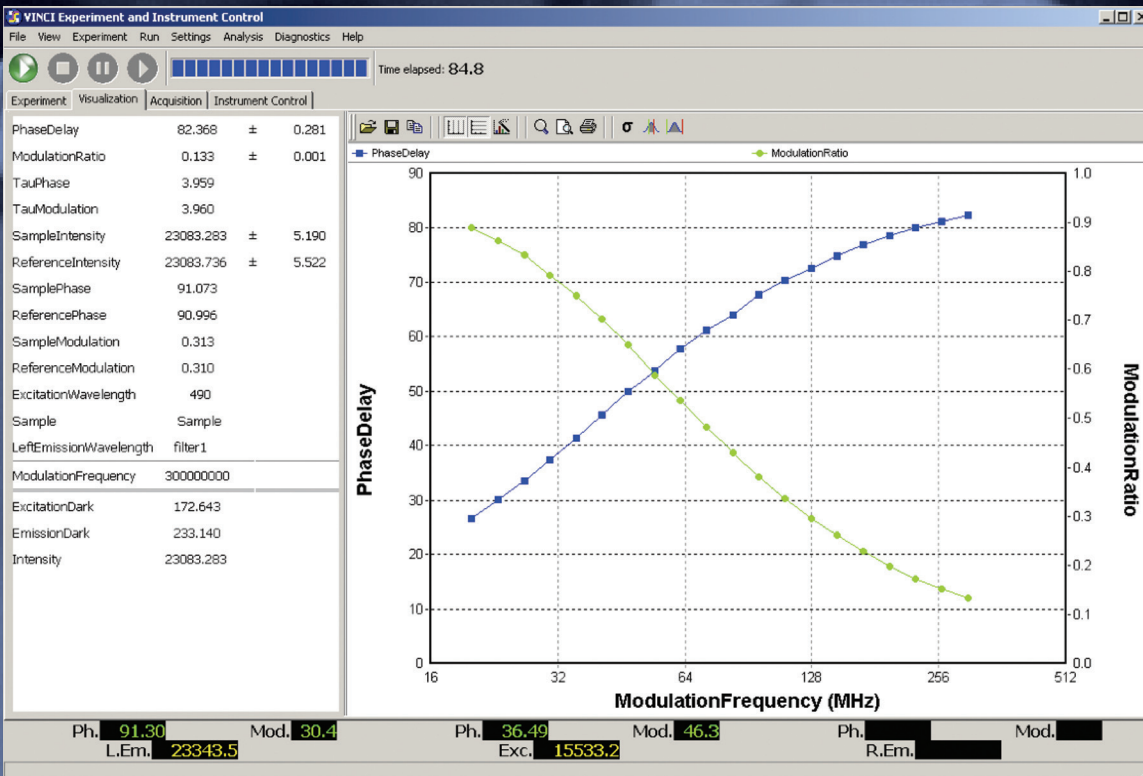 VINCI Experiment and Instrument Control
File View Experiment Run Settings Analysis Diagnostics Help
Time elapsed: 84.8
Experiment Visualization Acquisition Instrument Control
PhaseDelay 82.368 ± 0.281
ModulationRatio 0.133 ± 0.001
TauPhase 3.959
TauModulation 3.960
SampleIntensity 23083.283 ± 5.190
ReferenceIntensity 23083.736 ± 5.522
SamplePhase 91.073
ReferencePhase 90.996
SampleModulation 0.313
ReferenceModulation 0.310
ExcitationWavelength 490
Sample Sample
LeftEmissionWavelength filter1
ModulationFrequency 300000000
ExcitationDark 172.643
EmissionDark 233.140
Intensity 23083.283
σ
PhaseDelay ModulationRatio
90
80
70
60
50
40
30
20
10
0
PhaseDelay
1.0
0.9
0.8
0.7
0.6
0.5
0.4
0.3
0.2
0.1
0.0
ModulationRatio
16 32 64 128 256 512
ModulationFrequency (MHz)
Ph. 91.30 Mod. 30.4 Ph. 36.49 Mod. 46.3 Ph. Mod.
L.Em. 23343.5 Exc. 15533.2 R.Em.